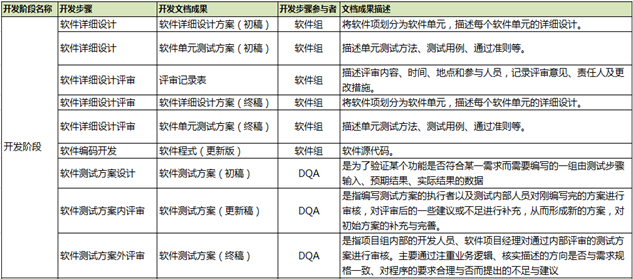 开发阶段名称 开发步骤 开发文档成果 开发步骤参与者 文档成果描述
开发阶段
软件详细设计 软件详细设计方案（初稿） 软件组 将软件项划分为软件单元，描述每个软件单元的详细设计。
软件详细设计 软件单元测试方案（初稿） 软件组 描述单元测试方法、测试用例、通过准则等。
软件详细设计评审 评审记录表 软件组 描述评审内容、时间、地点和参与人员，记录评审意见、责任人及更
改措施。
软件详细设计评审 软件详细设计方案（终稿） 软件组 将软件项划分为软件单元，描述每个软件单元的详细设计。
软件详细设计评审 软件单元测试方案（终稿） 软件组 描述单元测试方法、测试用例、通过准则等。
软件编码开发 软件程式（更新版） 软件组 软件源代码。
软件测试方案设计 软件测试方案（初稿） DQA 是为了验证某个功能是否符合某一需求而需要编写的一组由测试步骤
输入、预期结果、实际结果的数据
软件测试方案内评审 软件测试方案（更新稿） DQA 是指编写测试方案的执行者以及测试内部人员对刚编写完的方案进行
审核，对评审后的一些建议或不足进行补充，从而形成新的方案，对
初始方案的补充与完善。
软件测试方案外评审 软件测试方案（终稿） DQA 是指项目组内部的开发人员、软件项目经理对通过内部评审的测试方
案进行审核。主要通过注重业务逻辑、核实描述的方向是否与需求规
格一致、对程序的要求合理与否而提出的不足与建议